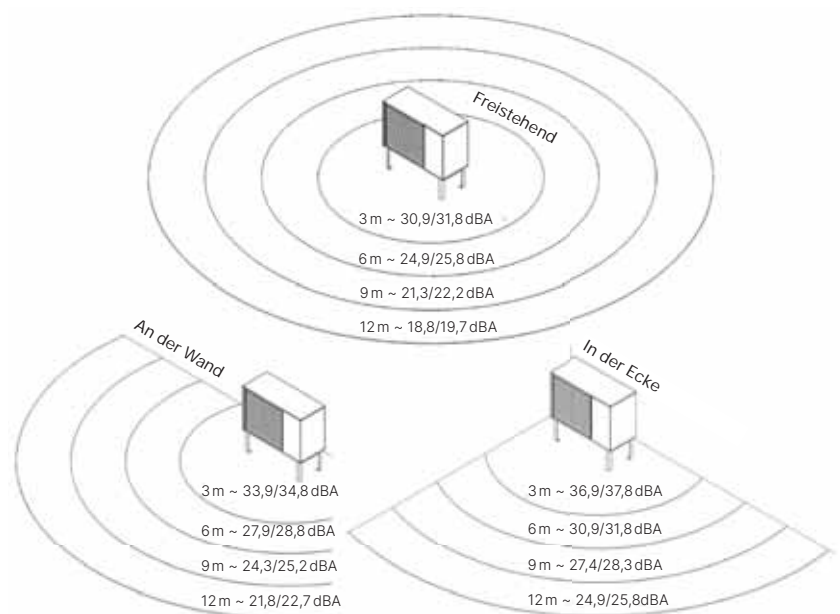 Freistehend
3 m ~ 30,9/31,8 dBA
6 m ~ 24,9/25,8 dBA
9 m ~ 21,3/22,2 dBA
12 m ~ 18,8/19,7 dBA
An der Wand
3 m ~ 33,9/34,8 dBA
6 m ~ 27,9/28,8 dBA
9 m ~ 24,3/25,2 dBA
12 m ~ 21,8/22,7 dBA
In der Ecke
3 m ~ 36,9/37,8 dBA
6 m ~ 30,9/31,8 dBA
9 m ~ 27,4/28,3 dBA
12 m ~ 24,9/25,8dBA